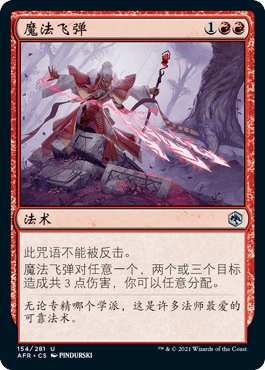 魔法飞弹 1
法术
此咒语不能被反击。
魔法飞弹对任意一个，两个或三个目标
造成共3点伤害，你可以任意分配。
无论专精哪个学派，这是许多法师最爱的
可靠法术。
154/281 U
AFR • CS PINDURSKI
™ & © 2021 Wizards of the Coast